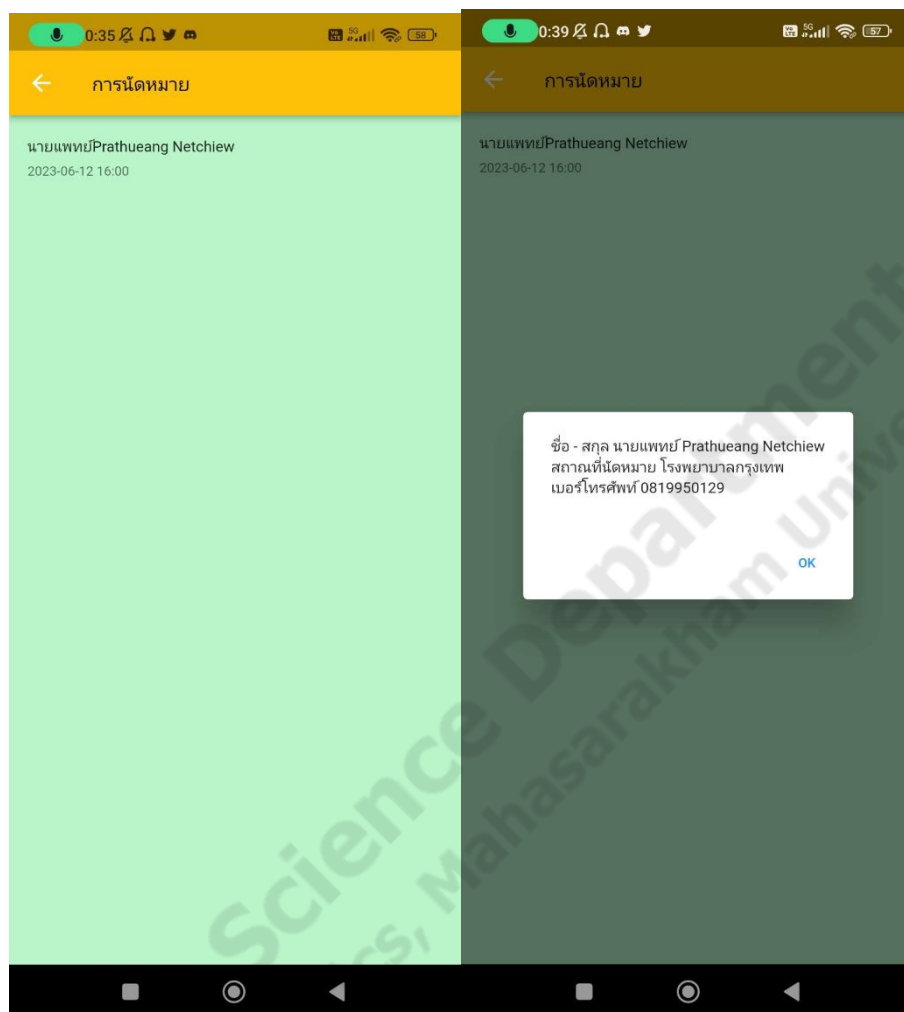 0:35
58
การนัดหมาย
นายแพทย์Prathueang Netchiew
2023-06-12 16:00
0:39
57
การนัดหมาย
นายแพทย์Prathueang Netchiew
2023-06-12 16:00
ชื่อ - สกุล นายแพทย์ Prathueang Netchiew
สถาณที่นัดหมาย โรงพยาบาลกรุงเทพ
เบอร์โทรศัพท์ 0819950129
OK
Science Department
Mahasarakham